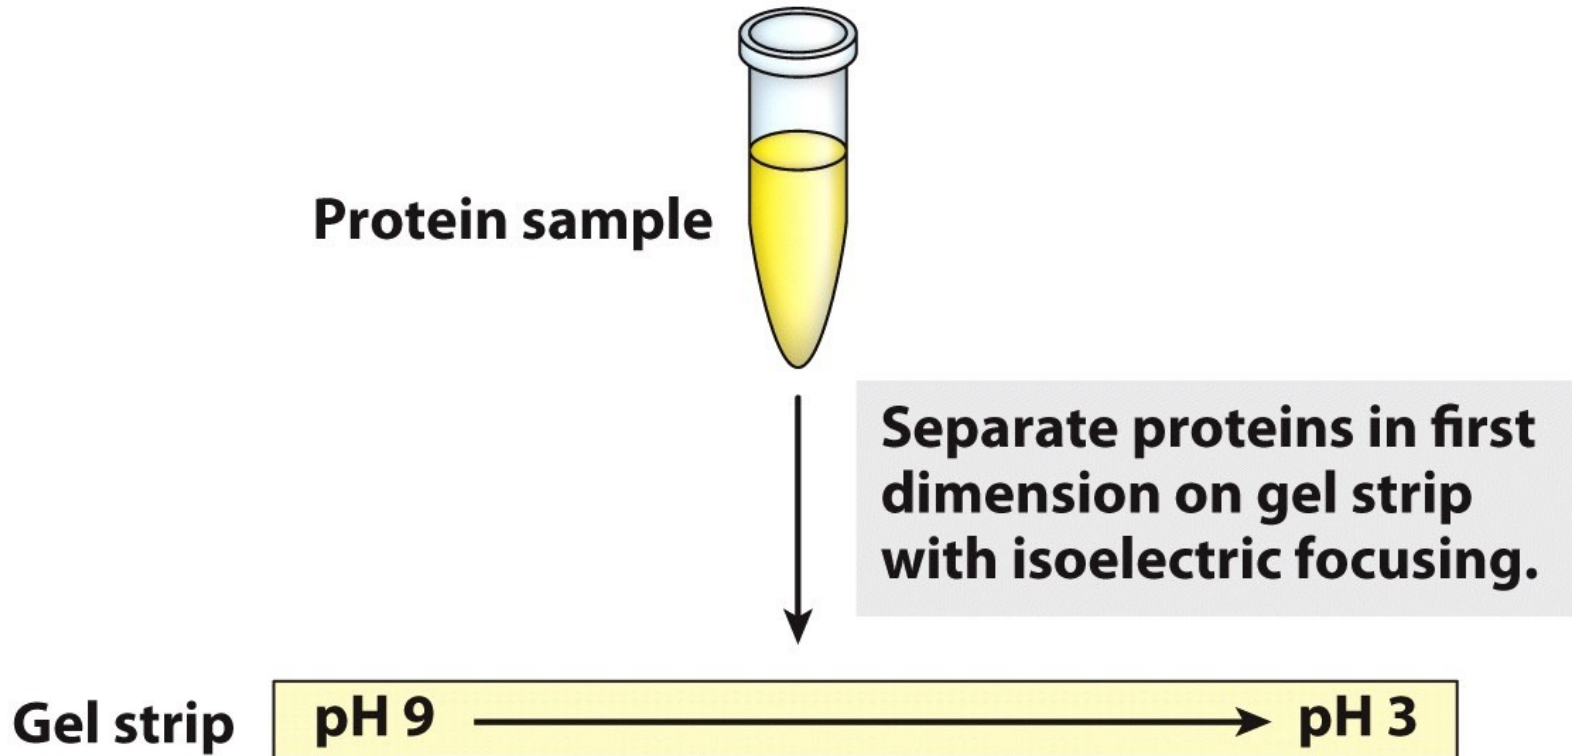 Protein sample
Separate proteins in first
dimension on gel strip
with isoelectric focusing.
Gel strip pH 9 pH 3